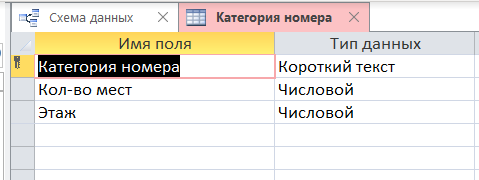 Схема данных Категория номера
Имя поля Тип данных
Категория номера Короткий текст
Кол-во мест Числовой
Этаж Числовой